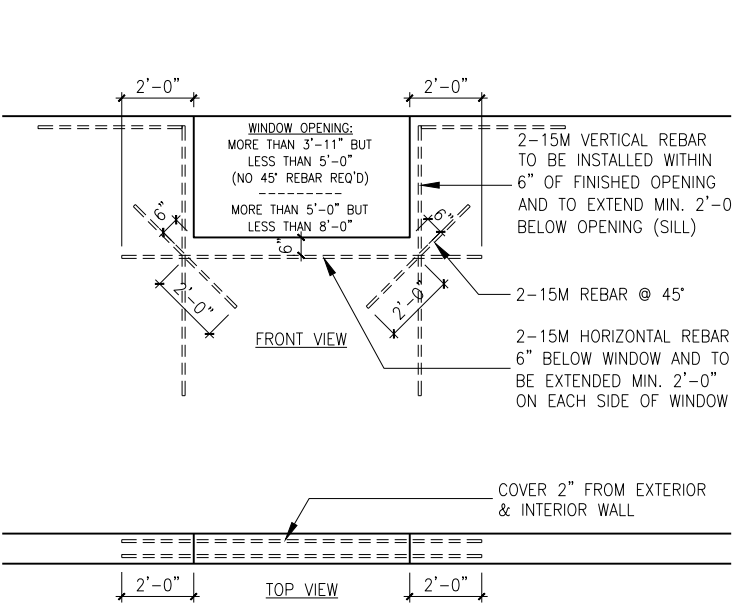 2'-0"
2'-0"
WINDOW OPENING:
MORE THAN 3'-11" BUT
LESS THAN 5'-0"
(NO 45° REBAR REQ'D)
MORE THAN 5'-0" BUT
LESS THAN 8'-0"
2-15M VERTICAL REBAR
TO BE INSTALLED WITHIN
6" OF FINISHED OPENING
AND TO EXTEND MIN. 2'-0
BELOW OPENING (SILL)
6"
6"
6"
2'-0"
2'-0"
2-15M REBAR @ 45°
FRONT VIEW
2-15M HORIZONTAL REBAR
6" BELOW WINDOW AND TO
BE EXTENDED MIN. 2'-0"
ON EACH SIDE OF WINDOW
COVER 2" FROM EXTERIOR
& INTERIOR WALL
2'-0"
TOP VIEW
2'-0"